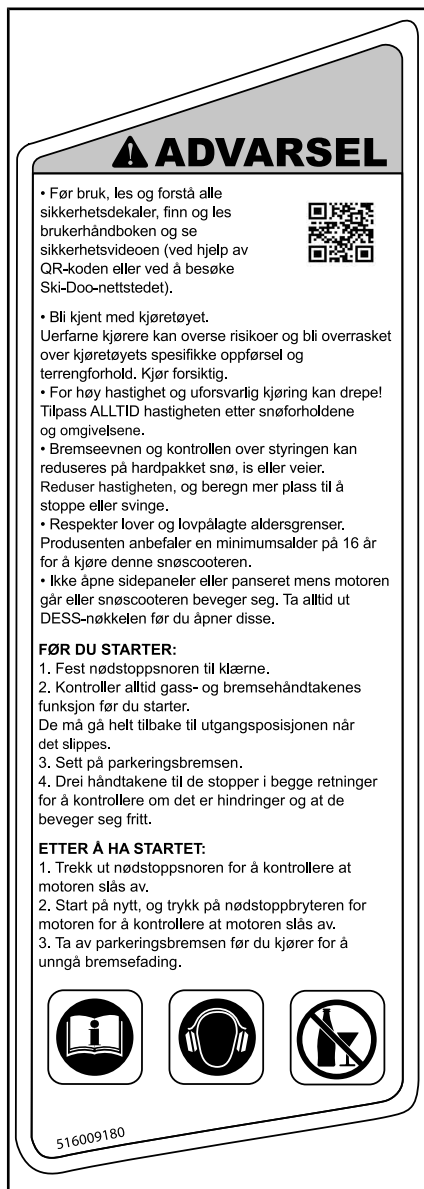 ADVARSEL
• Før bruk, les og forstå alle
sikkerhetsdekaler, finn og les
brukerhåndboken og se
sikkerhetsvideoen (ved hjelp av
QR-koden eller ved å besøke
Ski-Doo-nettstedet).
• Bli kjent med kjøretøyet.
Uerfarne kjørere kan overse risikoer og bli overrasket
over kjøretøyets spesifikke oppførsel og
terrengforhold. Kjør forsiktig.
• For høy hastighet og uforsvarlig kjøring kan drepe!
Tilpass ALLTID hastigheten etter snøforholdene
og omgivelsene.
• Bremseevnen og kontrollen over styringen kan
reduseres på hardpakket snø, is eller veier.
Reduser hastigheten, og beregn mer plass til å
stoppe eller svinge.
• Respekter lover og lovpålagte aldersgrenser.
Produsenten anbefaler en minimumsalder på 16 år
for å kjøre denne snøscooteren.
• Ikke åpne sidepaneler eller panseret mens motoren
går eller snøscooteren beveger seg. Ta alltid ut
DESS-nøkkelen før du åpner disse.
FØR DU STARTER:
1. Fest nødstoppsnoren til klærne.
2. Kontroller alltid gass- og bremsehåndtakenes
funksjon før du starter.
De må gå helt tilbake til utgangsposisjonen når
det slippes.
3. Sett på parkeringsbremsen.
4. Drei håndtakene til de stopper i begge retninger
for å kontrollere om det er hindringer og at de
beveger seg fritt.
ETTER Å HA STARTET:
1. Trekk ut nødstoppsnoren for å kontrollere at
motoren slås av.
2. Start på nytt, og trykk på nødstoppbryteren for
motoren for å kontrollere at motoren slås av.
3. Ta av parkeringsbremsen før du kjører for å
unngå bremsefading.
516009180